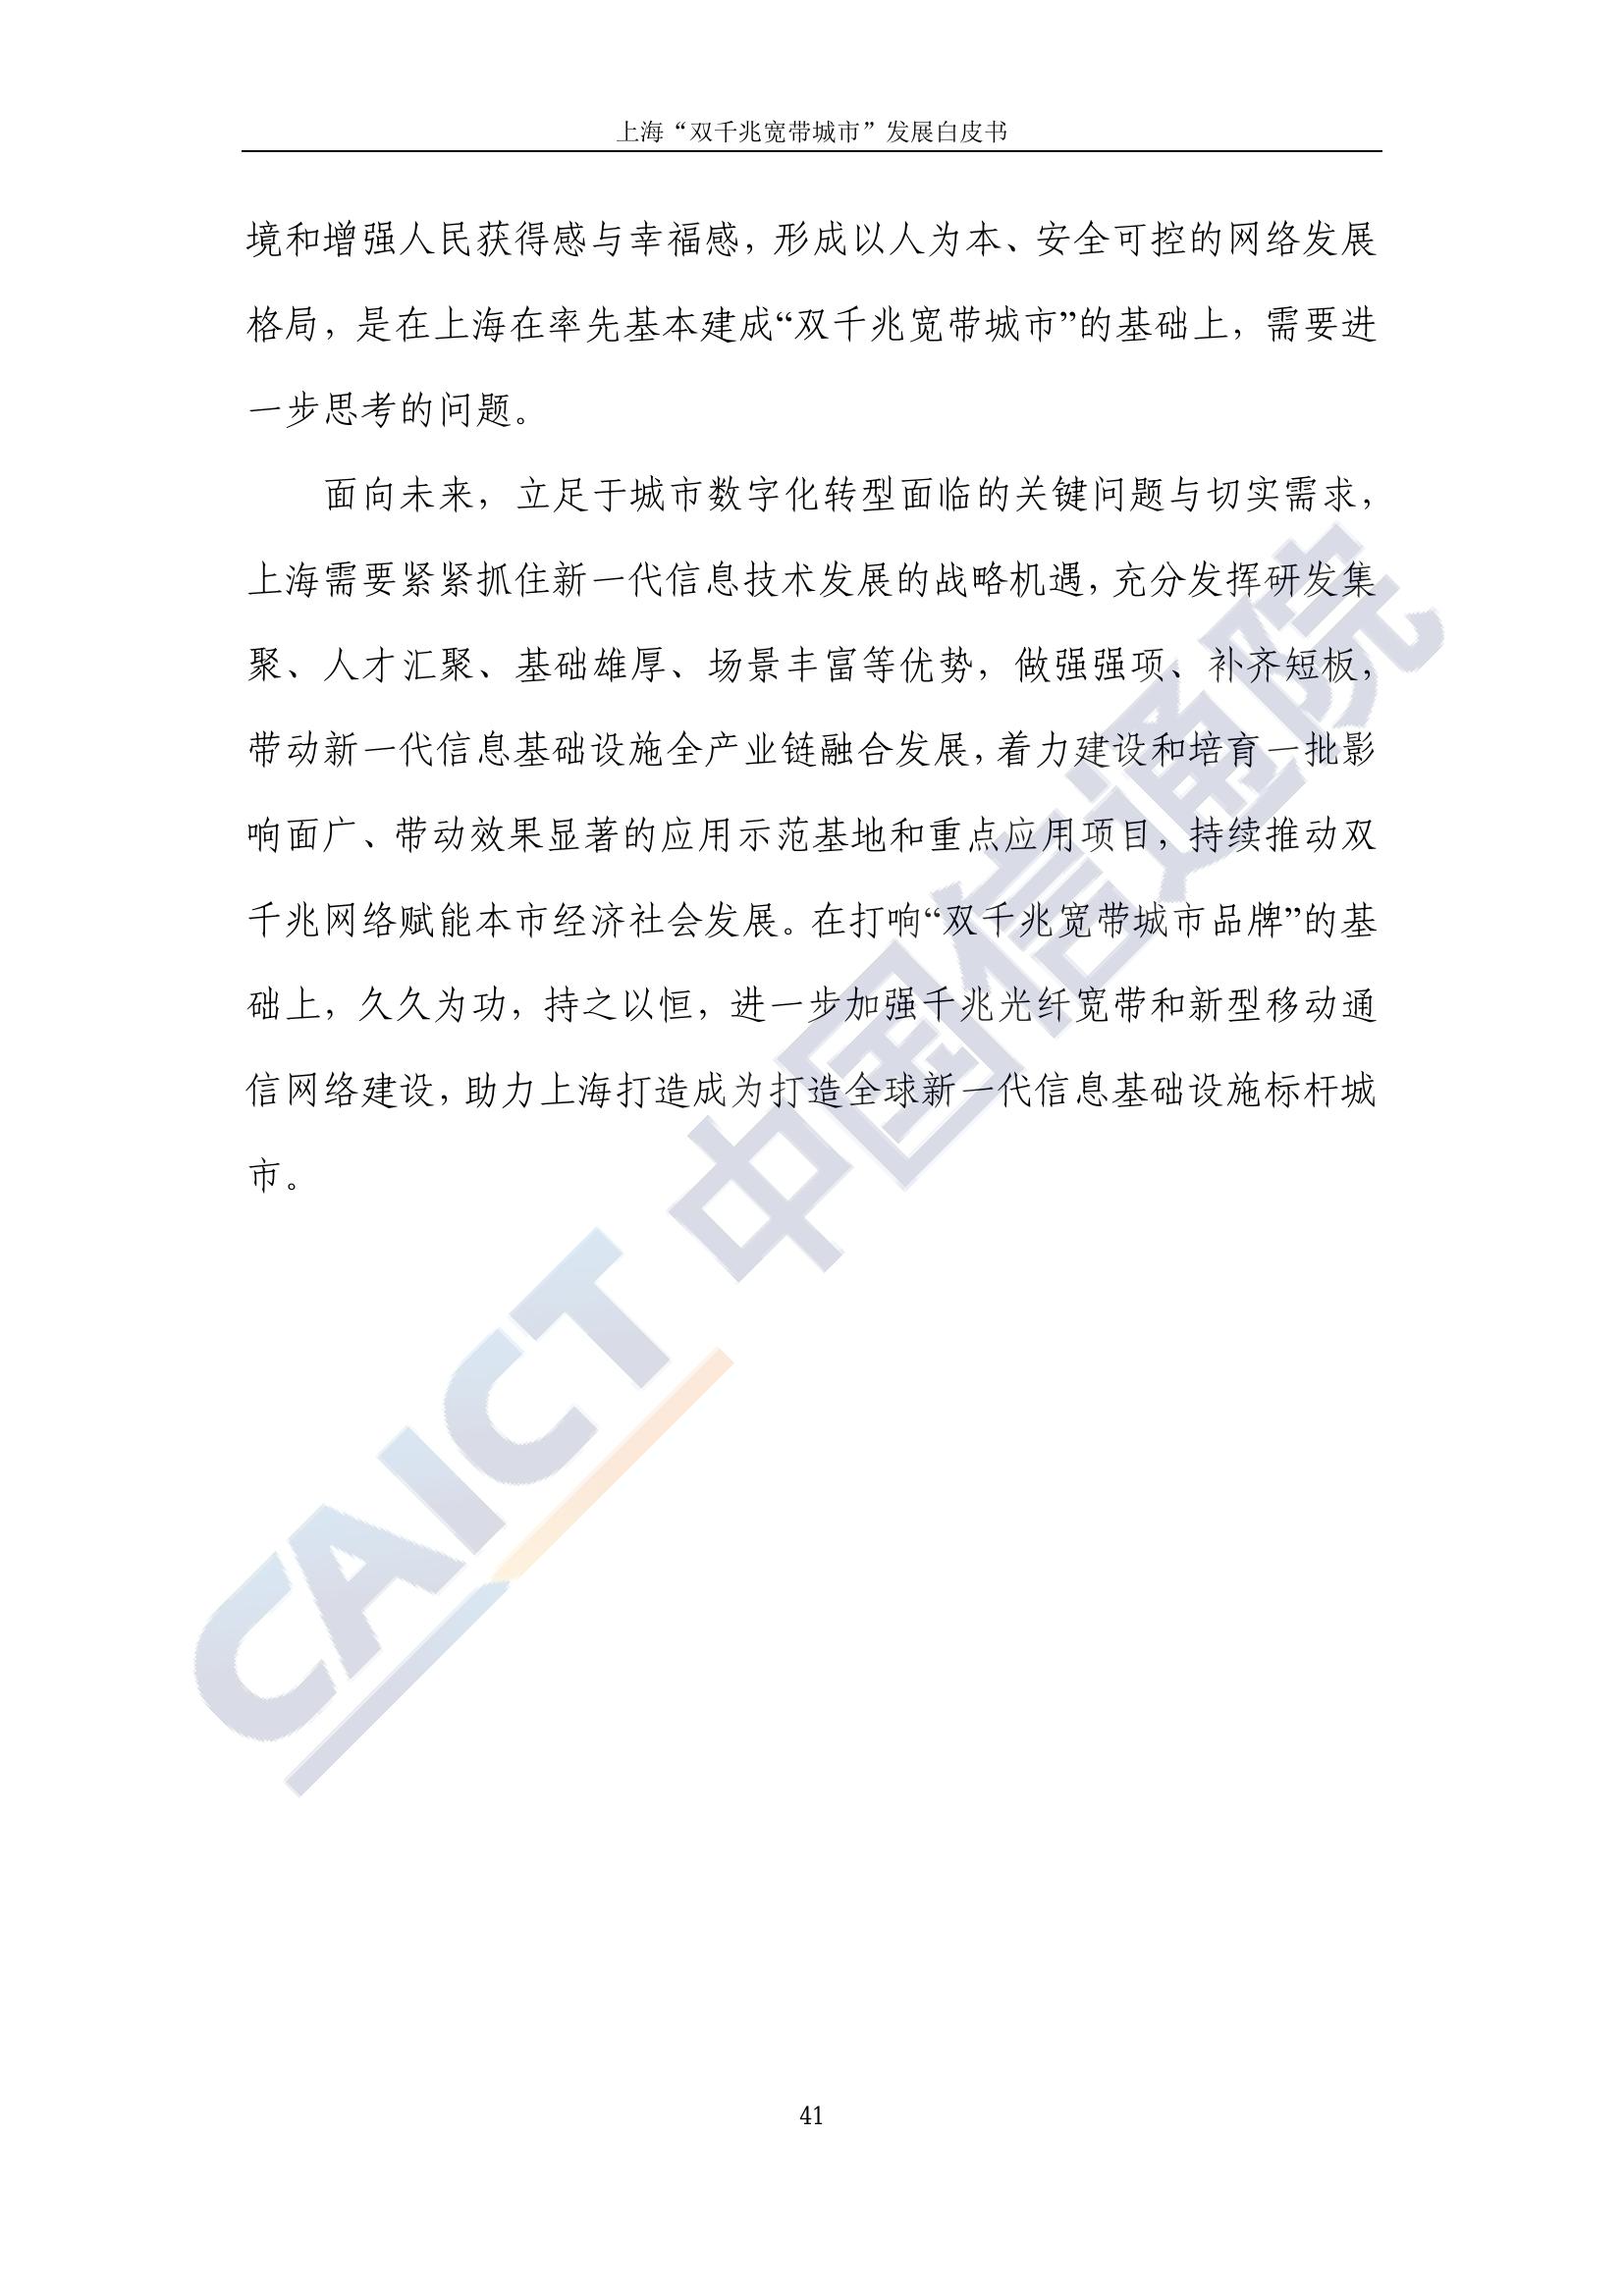 上海“双千兆宽带城市”发展白皮书
境和增强人民获得感与幸福感，形成以人为本、安全可控的网络发展
格局，是在上海在率先基本建成“双千兆宽带城市”的基础上，需要进
一步思考的问题。
面向未来，立足于城市数字化转型面临的关键问题与切实需求，
上海需要紧紧抓住新一代信息技术发展的战略机遇，充分发挥研发集
聚、人才汇聚、基础雄厚、场景丰富等优势，做强强项、补齐短板，
带动新一代信息基础设施全产业链融合发展，着力建设和培育一批影
响面广、带动效果显著的应用示范基地和重点应用项目，持续推动双
千兆网络赋能本市经济社会发展。在打响“双千兆宽带城市品牌”的基
础上，久久为功，持之以恒，进一步加强千兆光纤宽带和新型移动通
信网络建设，助力上海打造成为打造全球新一代信息基础设施标杆城
市。
CAICT 中国信通院
41